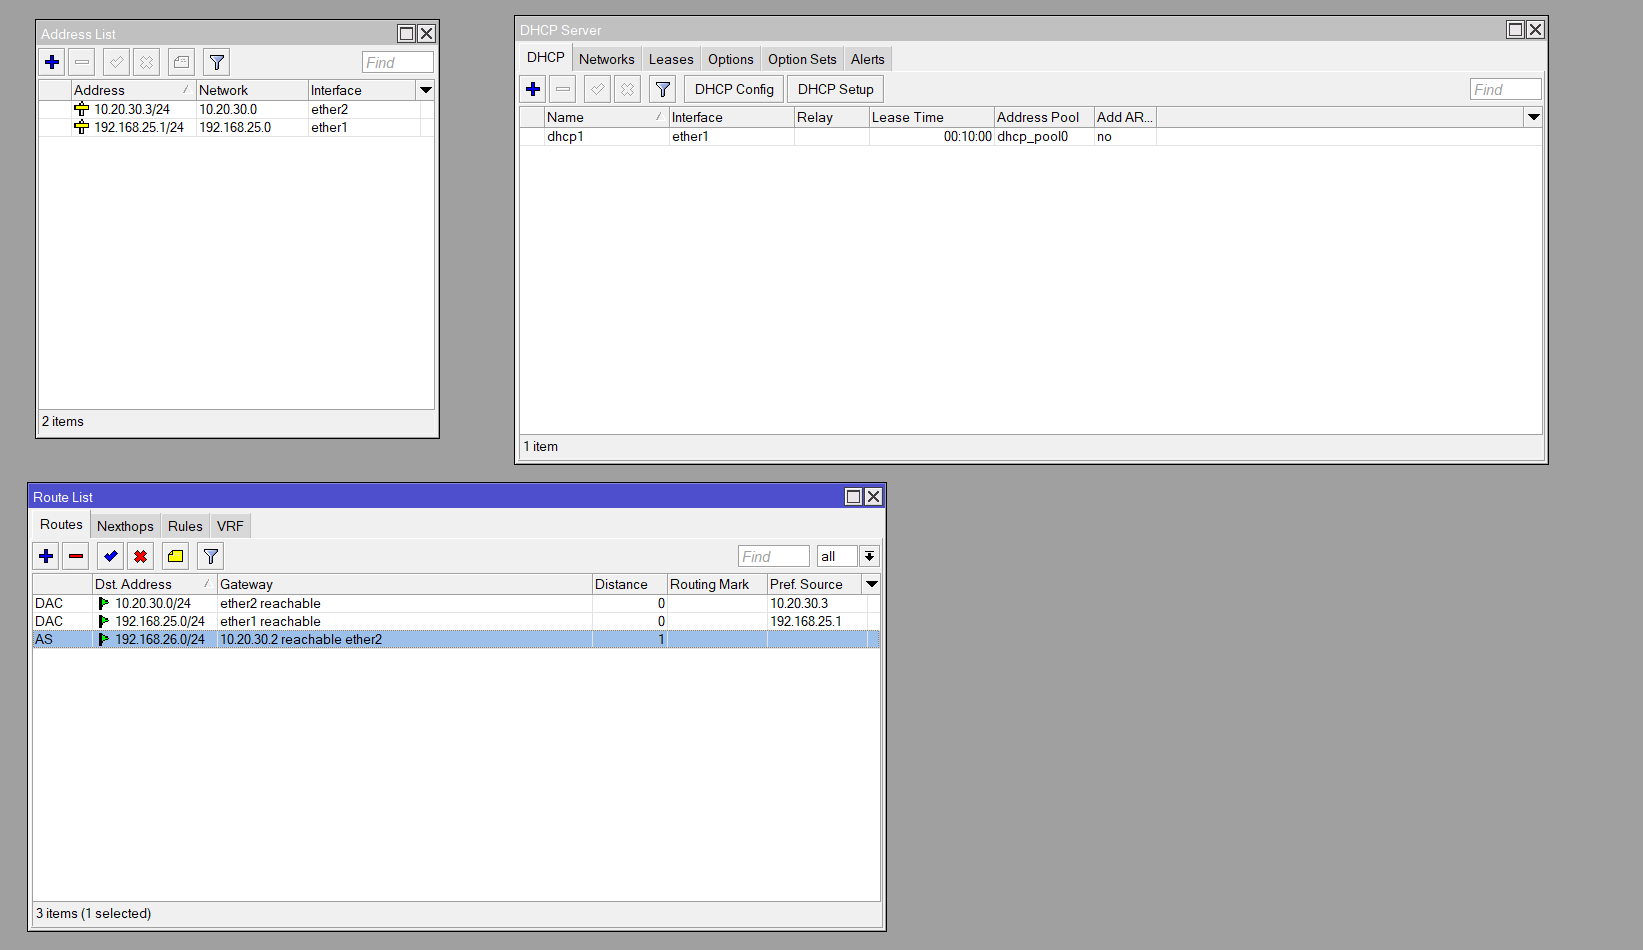 Address List
Find
Address Network Interface
10.20.30.3/24 10.20.30.0 ether2
192.168.25.1/24 192.168.25.0 ether1
2 items
DHCP Server
DHCP Networks Leases Options Option Sets Alerts
DHCP Config DHCP Setup Find
Name Interface Relay Lease Time Address Pool Add AR...
dhcp1 ether1 00:10:00 dhcp_pool0 no
1 item
Route List
Routes Nexthops Rules VRF
Find all
Dst. Address Gateway Distance Routing Mark Pref. Source
DAC 10.20.30.0/24 ether2 reachable 0 10.20.30.3
DAC 192.168.25.0/24 ether1 reachable 0 192.168.25.1
AS 192.168.26.0/24 10.20.30.2 reachable ether2 1
3 items (1 selected)